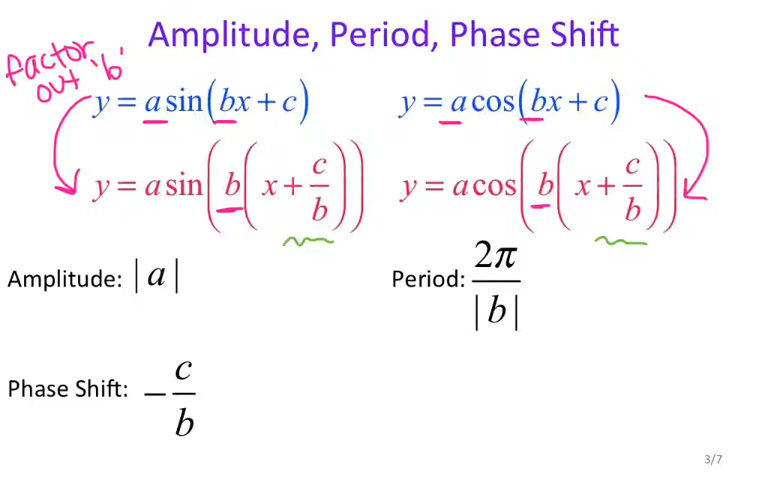 Amplitude, Period, Phase Shift
factor
out 'b'
y = a sin(bx + c)
y = a cos(bx + c)
y = a sin(b(x + c/b))
y = a cos(b(x + c/b))
Amplitude: |a|
Period: 2π/|b|
Phase Shift: −c/b
3/7